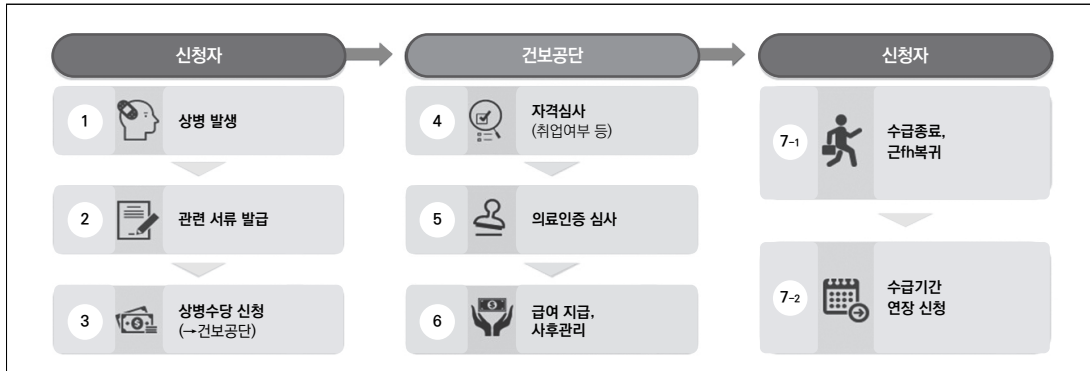 신청자
1
상병 발생
2
관련 서류 발급
3
상병수당 신청
(→건보공단)
건보공단
4
자격심사
(취업여부 등)
5
의료인증 심사
6
급여 지급,
사후관리
신청자
7-1
수급종료,
근fh복귀
7-2
수급기간
연장 신청